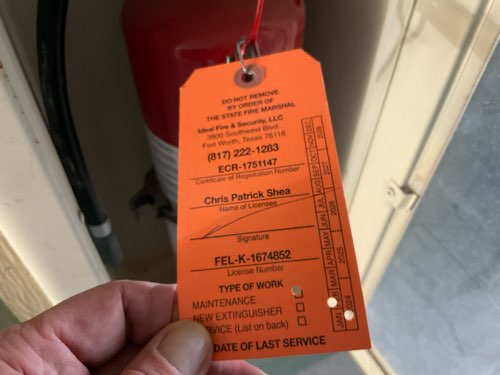 DO NOT REMOVE
BY ORDER OF
THE STATE FIRE MARSHAL
Ideal Fire & Security, LLC
3800 Southwest Blvd.
Fort Worth, Texas 76116
(817) 222-1283
ECR-1751147
Certificate of Registration Number
Chris Patrick Shea
Name of Licensee
Signature
FEL-K-1674852
License Number
TYPE OF WORK
MAINTENANCE
NEW EXTINGUISHER
RVICE (List on back)
DATE OF LAST SERVICE
JAN MAR APR MAY JUN JUL AUG SEP OCT NOV DEC
2025 2026 2027 2028